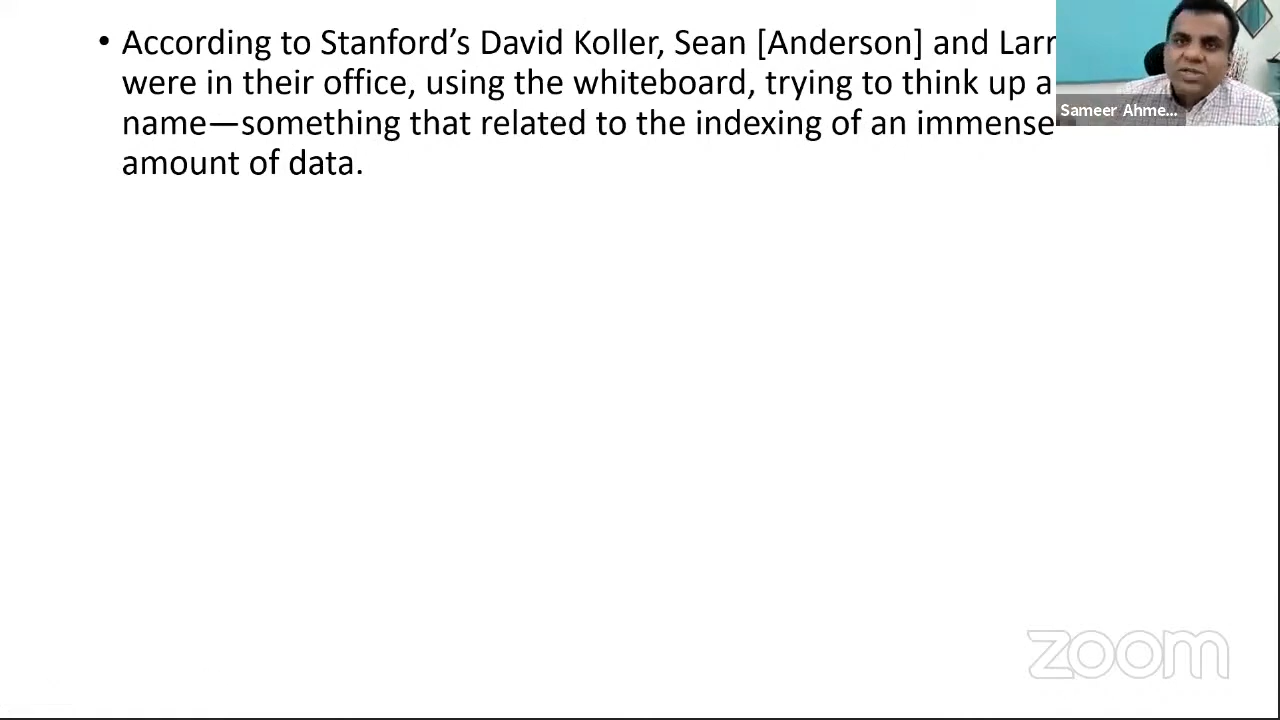 • According to Stanford’s David Koller, Sean [Anderson] and Larr
were in their office, using the whiteboard, trying to think up a
name—something that related to the indexing of an immense
amount of data.
Sameer Ahme...
zoom